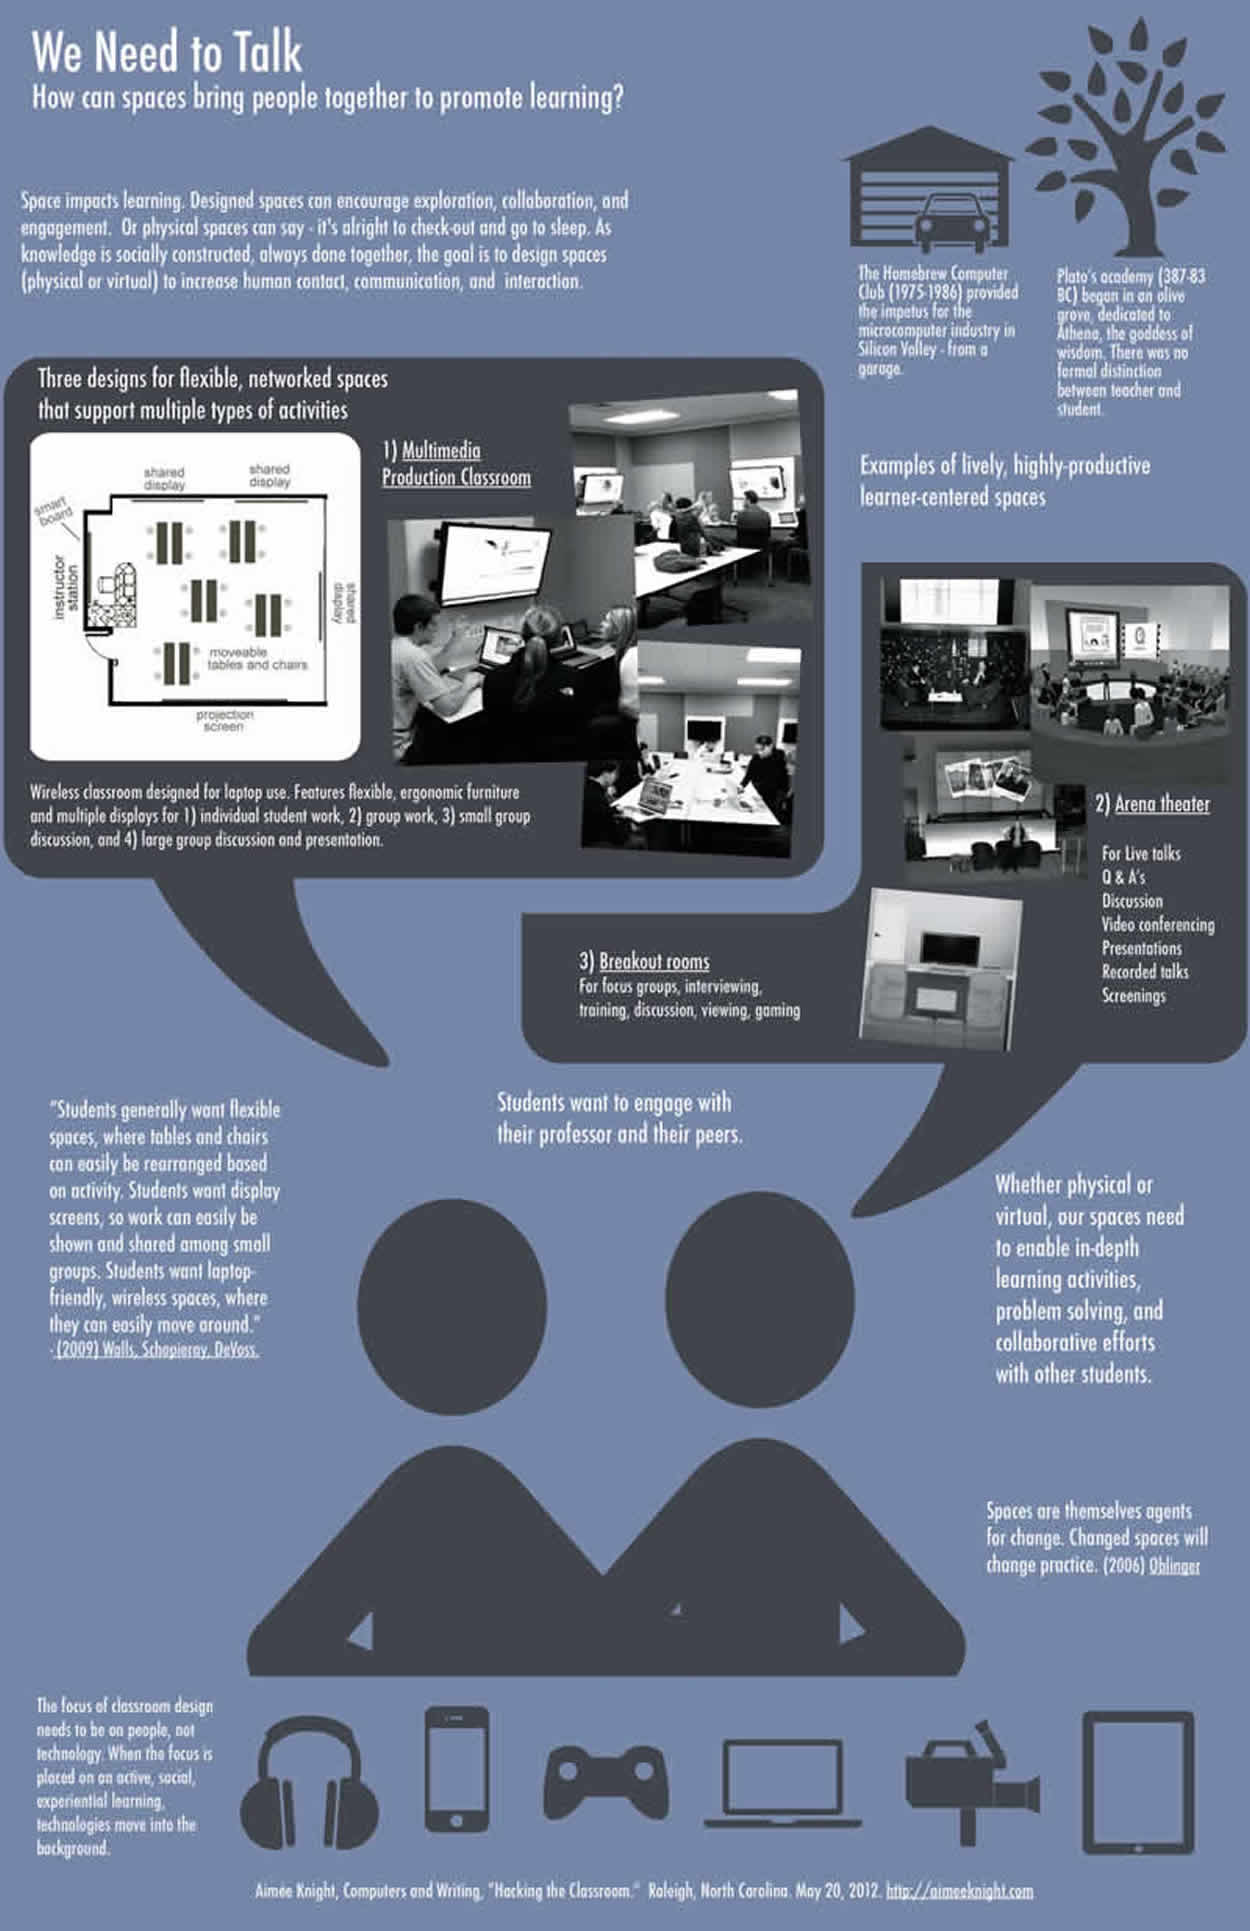 We Need to Talk
How can spaces bring people together to promote learning?
Space impacts learning. Designed spaces can encourage exploration, collaboration, and
engagement. Or physical spaces can say - it's alright to check-out and go to sleep. As
knowledge is socially constructed, always done together, the goal is to design spaces
(physical or virtual) to increase human contact, communication, and interaction.
The Homebrew Computer
Club (1975-1986) provided
the impetus for the
microcomputer industry in
Silicon Valley - from a
garage.
Plato's academy (387-83
BC) began in an olive
grove, dedicated to
Athena, the goddess of
wisdom. There was no
formal distinction
between teacher and
student.
Examples of lively, highly-productive
learner-centered spaces
Three designs for flexible, networked spaces
that support multiple types of activities
shared
display
shared
display
smart
board
instructor
station
shared
display
moveable
tables and chairs
projection
screen
1) Multimedia
Production Classroom
Wireless classroom designed for laptop use. Features flexible, ergonomic furniture
and multiple displays for 1) individual student work, 2) group work, 3) small group
discussion, and 4) large group discussion and presentation.
2) Arena theater
For Live talks
Q & A's
Discussion
Video conferencing
Presentations
Recorded talks
Screenings
3) Breakout rooms
For focus groups, interviewing,
training, discussion, viewing, gaming
"Students generally want flexible
spaces, where tables and chairs
can easily be rearranged based
on activity. Students want display
screens, so work can easily be
shown and shared among small
groups. Students want laptop-
friendly, wireless spaces, where
they can easily move around."
- (2009) Walls, Schopieray, DeVoss.
Students want to engage with
their professor and their peers.
Whether physical or
virtual, our spaces need
to enable in-depth
learning activities,
problem solving, and
collaborative efforts
with other students.
Spaces are themselves agents
for change. Changed spaces will
change practice. (2006) Oblinger
The focus of classroom design
needs to be on people, not
technology. When the focus is
placed on an active, social,
experiential learning,
technologies move into the
background.
Aimée Knight, Computers and Writing, "Hacking the Classroom." Raleigh, North Carolina. May 20, 2012. http://aimeeknight.com